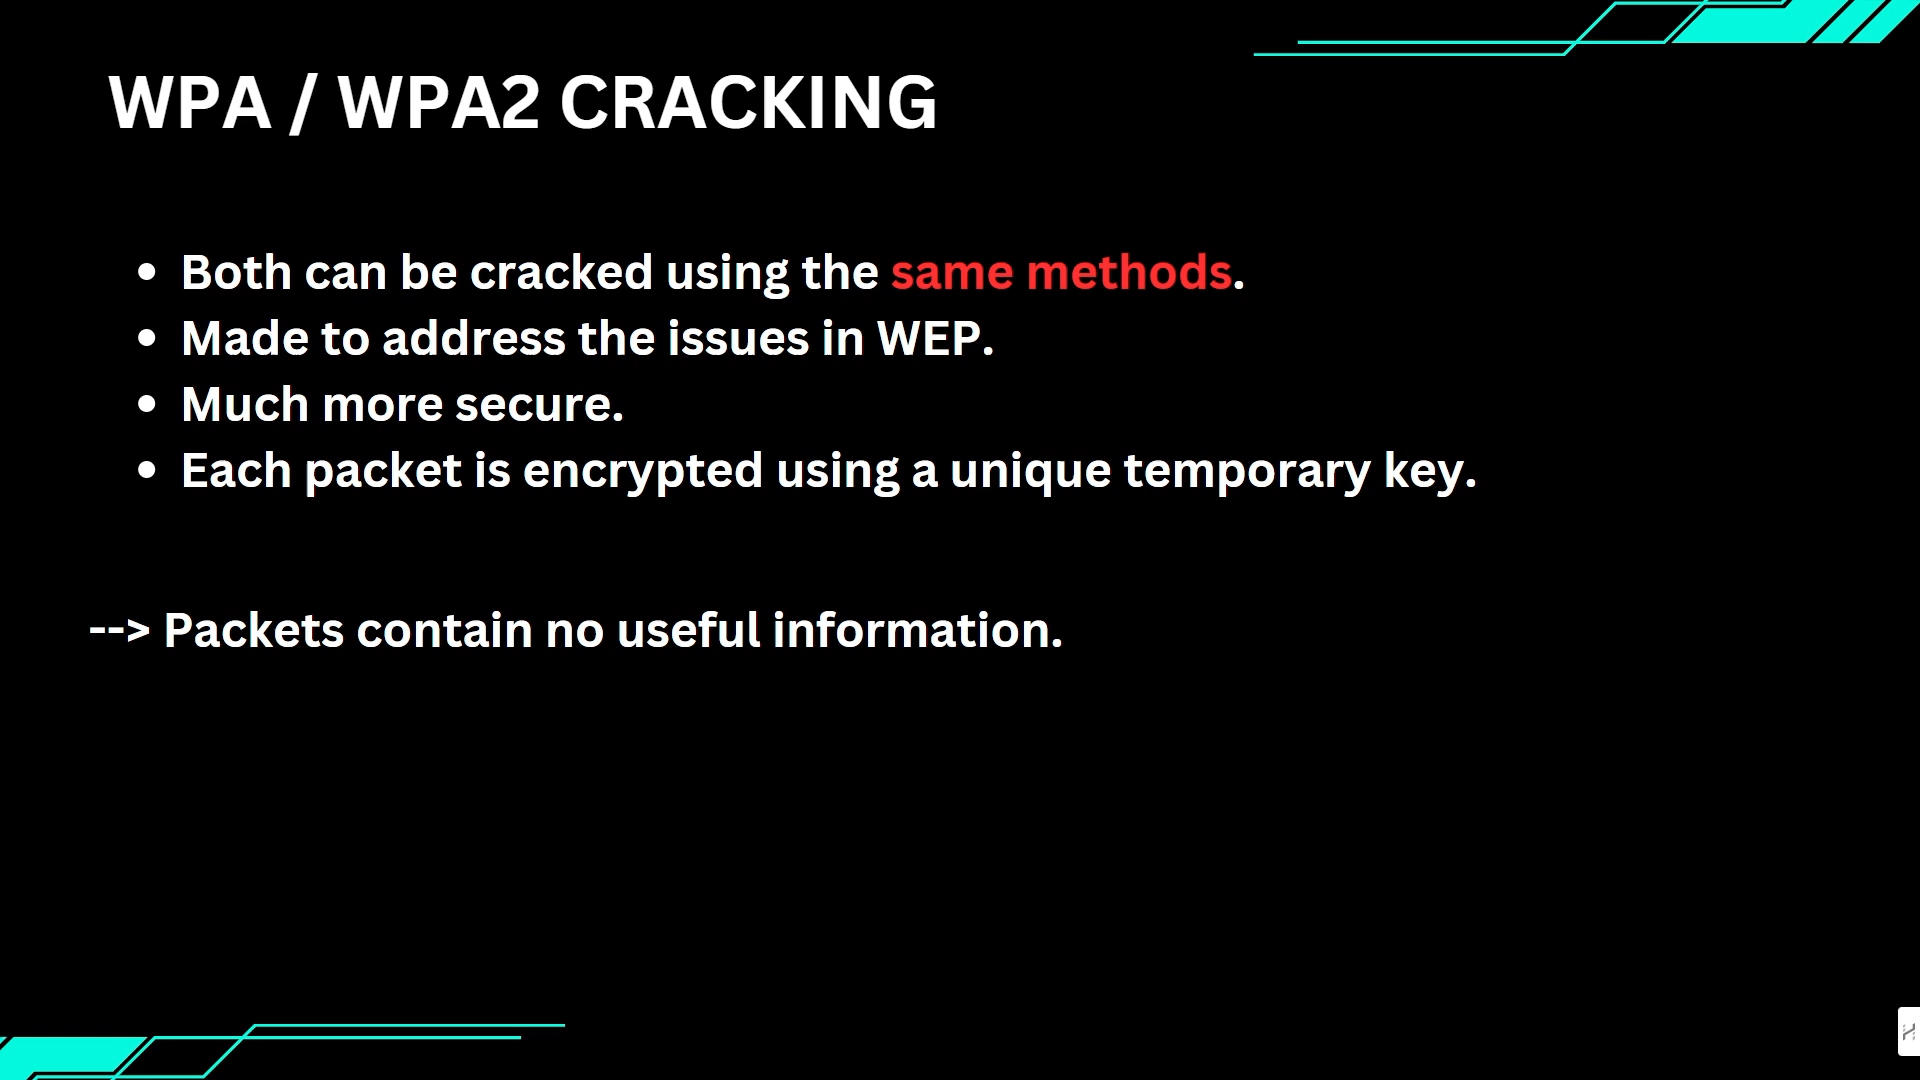 WPA / WPA2 CRACKING
• Both can be cracked using the same methods.
• Made to address the issues in WEP.
• Much more secure.
• Each packet is encrypted using a unique temporary key.
--> Packets contain no useful information.